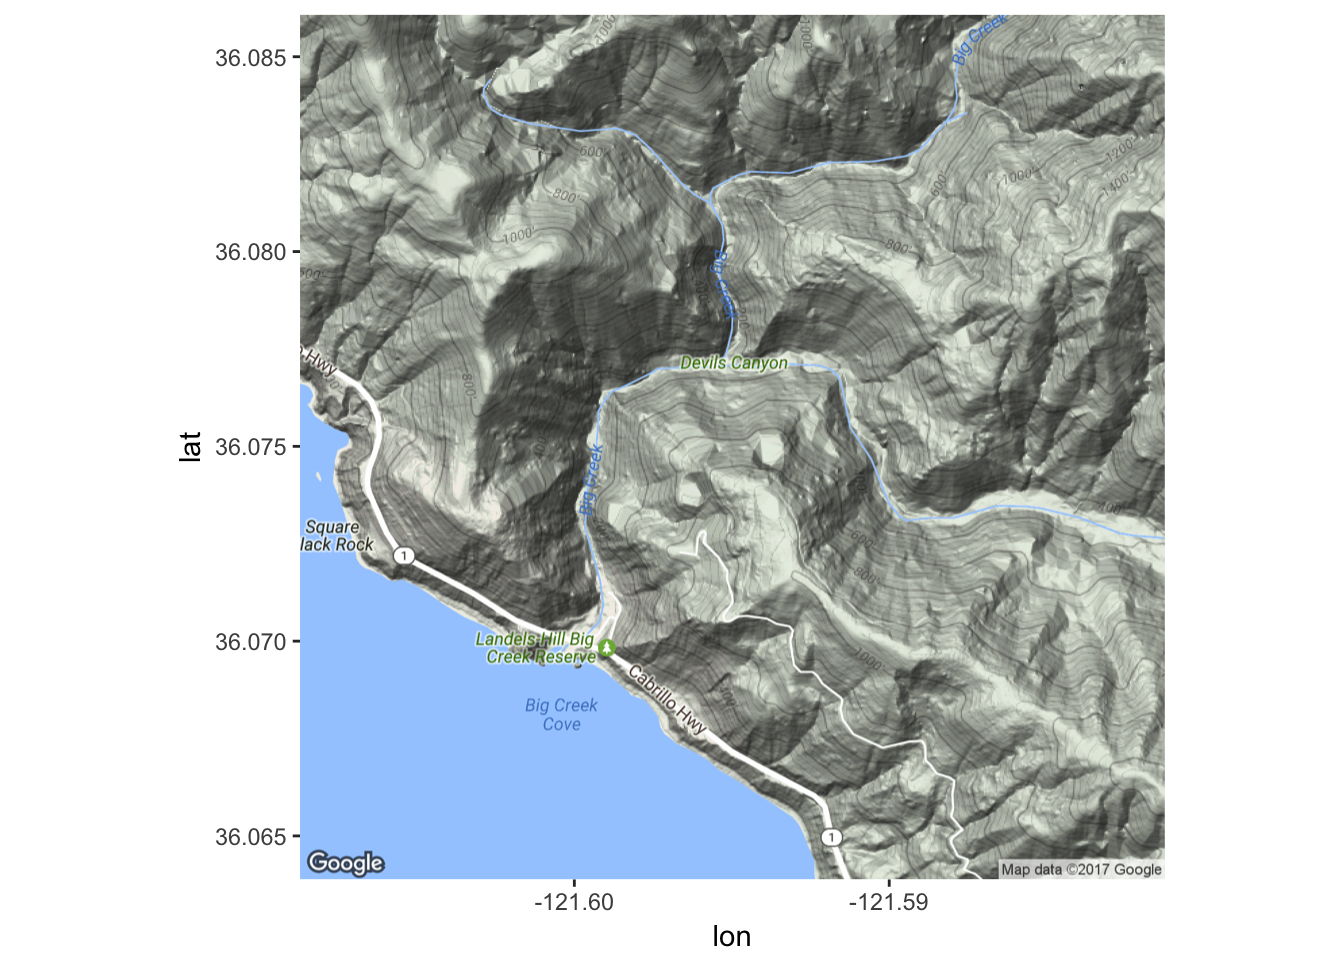 1000'
1000'
Big Creek
36.085
600'
1200'
1000'
1400'
600'
800'
1000'
800'
36.080
Big
Creek
200'
Hwy
Devils Canyon
800'
lat
36.075
Big Creek
400'
Square
lack Rock
1
600'
800'
36.070
Landels-Hill Big
Creek Reserve
1000'
Cabrillo Hwy
400'
Big Creek
Cove
36.065
1
Google
Map data ©2017 Google
-121.60
-121.59
lon